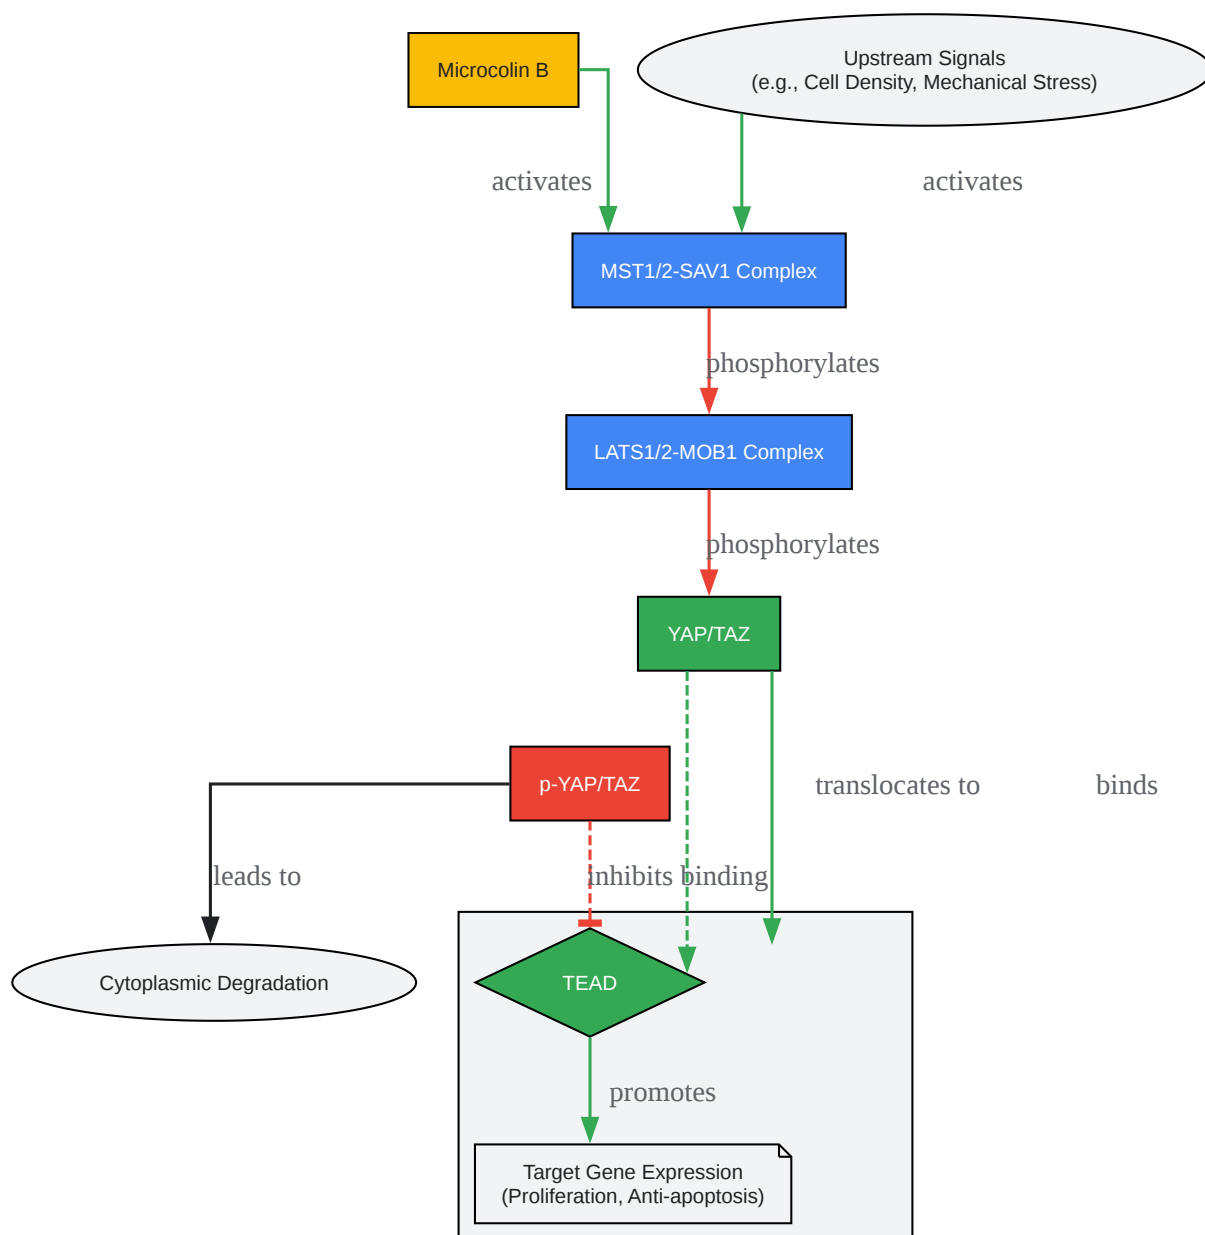 Microcolin B
Upstream Signals
(e.g., Cell Density, Mechanical Stress)
activates
activates
MST1/2-SAV1 Complex
phosphorylates
LATS1/2-MOB1 Complex
phosphorylates
YAP/TAZ
p-YAP/TAZ
translocates to
binds
leads to
inhibits binding
Cytoplasmic Degradation
TEAD
promotes
Target Gene Expression
(Proliferation, Anti-apoptosis)